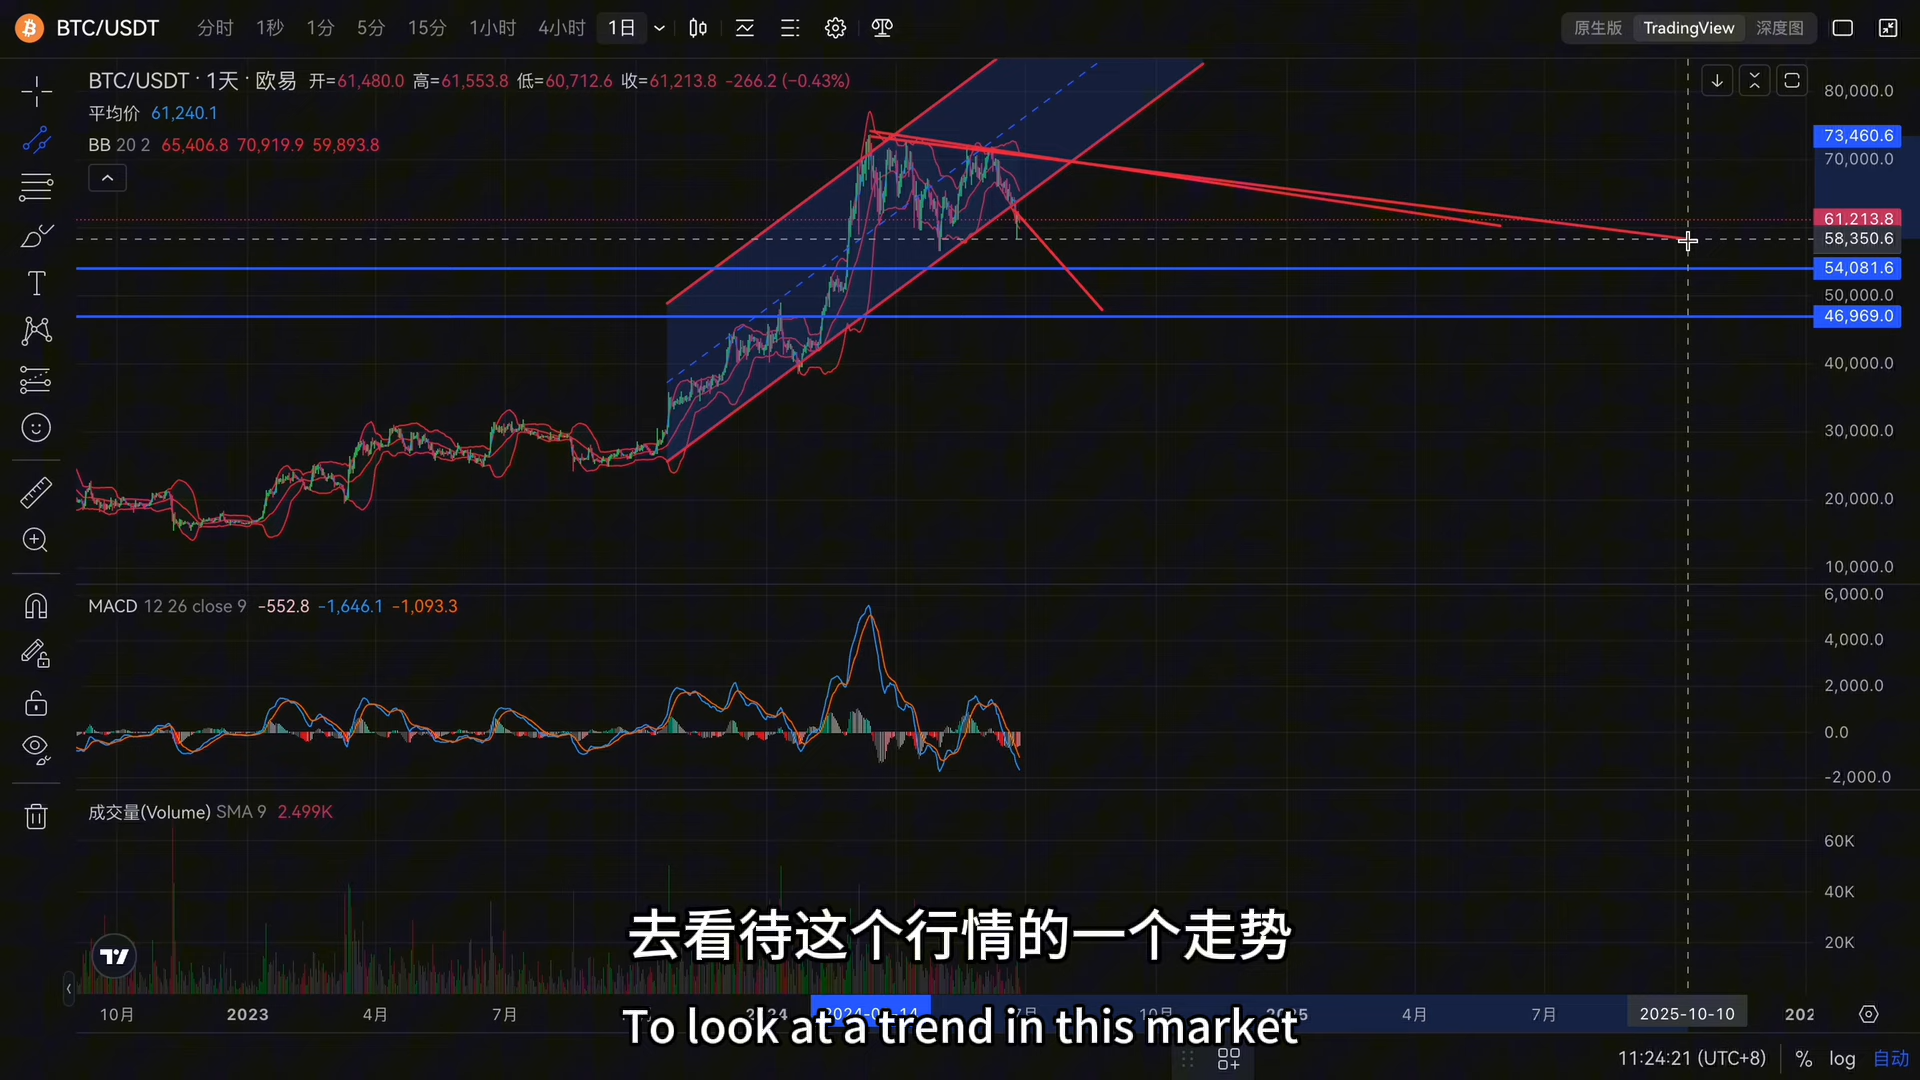 BTC/USDT 分时 1秒 1分 5分 15分 1小时 4小时 1日 原生版 TradingView 深度图
BTC/USDT · 1天 · 欧易 开=61,480.0 高=61,553.8 低=60,712.6 收=61,213.8 -266.2 (−0.43%)
平均价 61,240.1
BB 20 2 65,406.8 70,919.9 59,893.8
80,000.0
73,460.6
70,000.0
61,213.8
58,350.6
54,081.6
50,000.0
46,969.0
40,000.0
30,000.0
20,000.0
10,000.0
MACD 12 26 close 9 −552.8 −1,646.1 −1,093.3
6,000.0
4,000.0
2,000.0
0.0
-2,000.0
成交量(Volume) SMA 9 2.499K
60K
40K
20K
去看待这个行情的一个走势
10月 2023 4月 7月 4月 7月 2025-10-10
To look at a trend in this market
11:24:21 (UTC+8) % log 自动